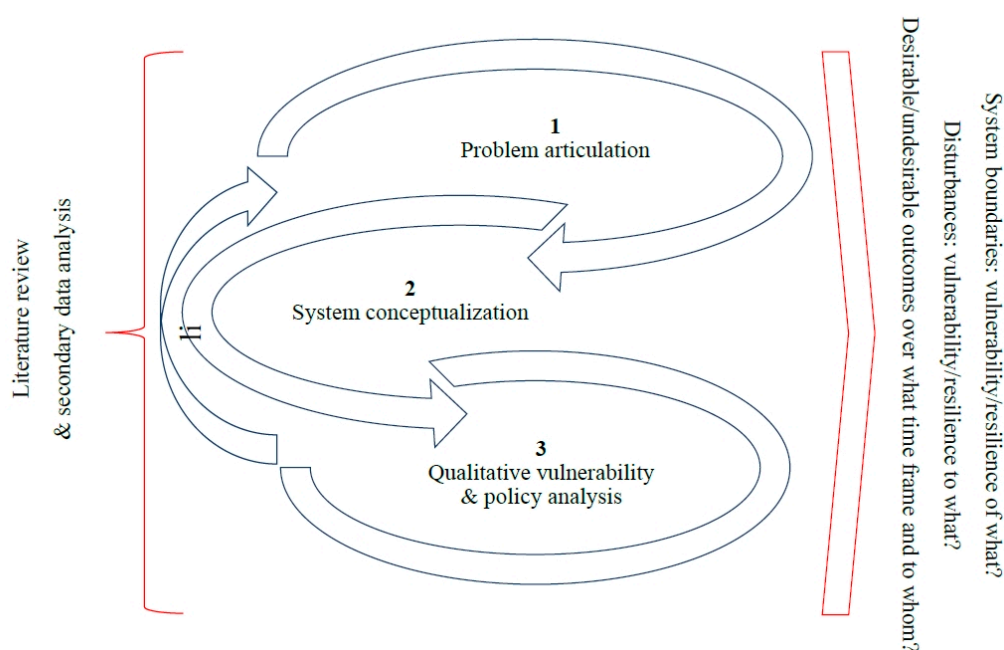 Literature review
& secondary data analysis
1
Problem articulation
2
System conceptualization
li
3
Qualitative vulnerability
& policy analysis
System boundaries: vulnerability/resilience of what?
Disturbances: vulnerability/resilience to what?
Desirable/undesirable outcomes over what time frame and to whom?